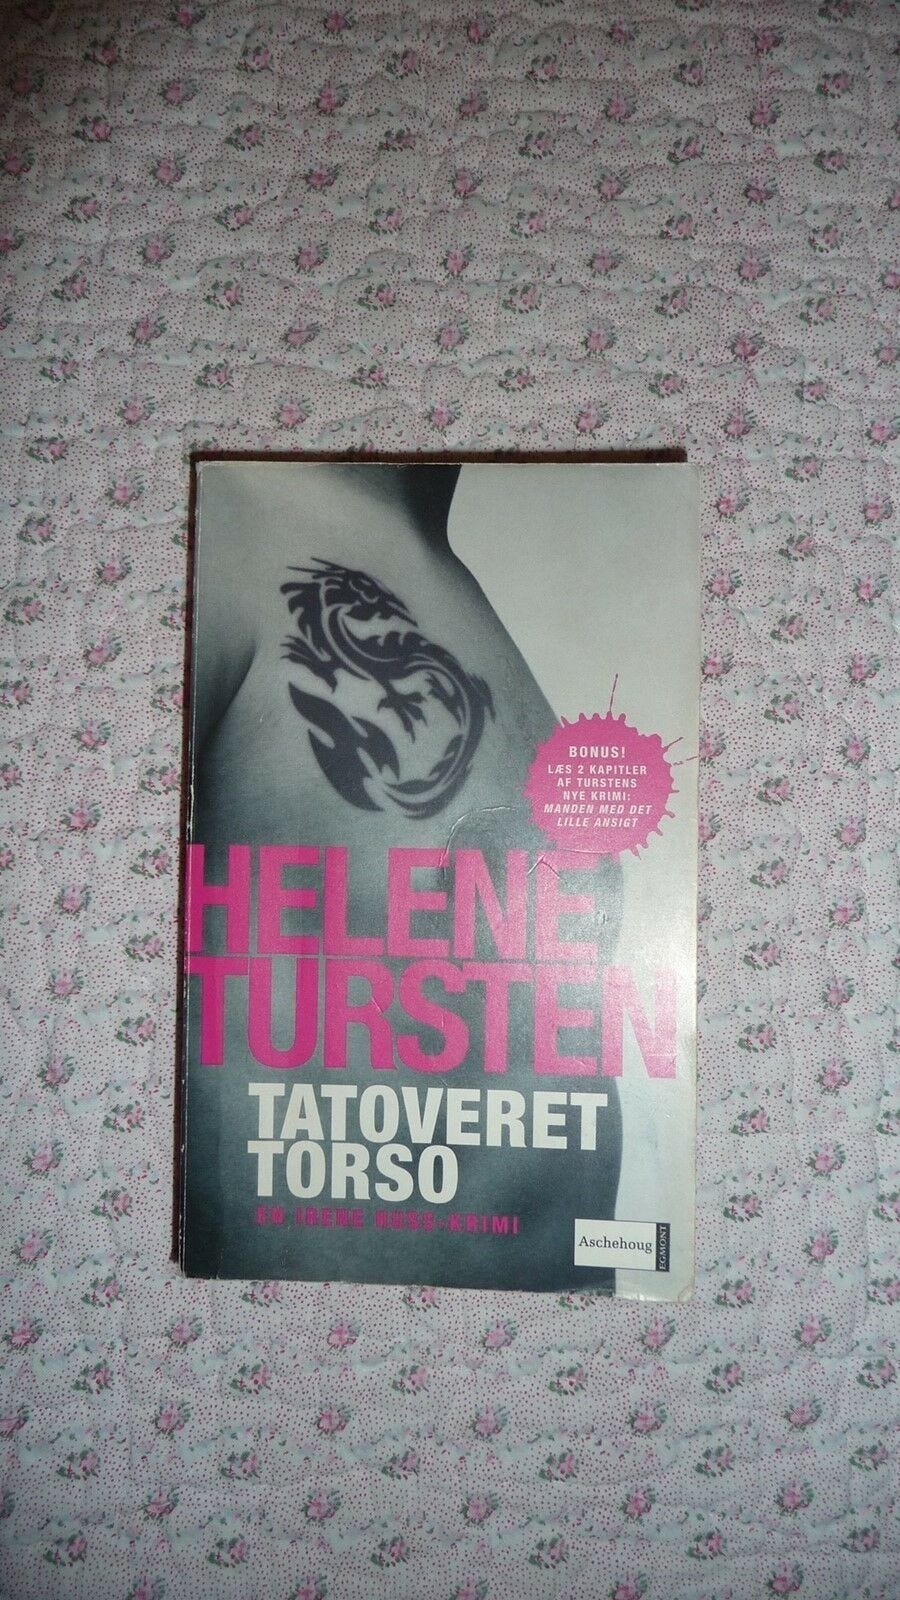 BONUS!
LÆS 2 KAPITLER
AF TURSTENS
NYE KRIMI:
MANDEN MED DET
LILLE ANSIGT
HELENE
TURSTEN
TATOVERET
TORSO
EN IRENE HUSS-KRIMI
Aschehoug
EGMONT